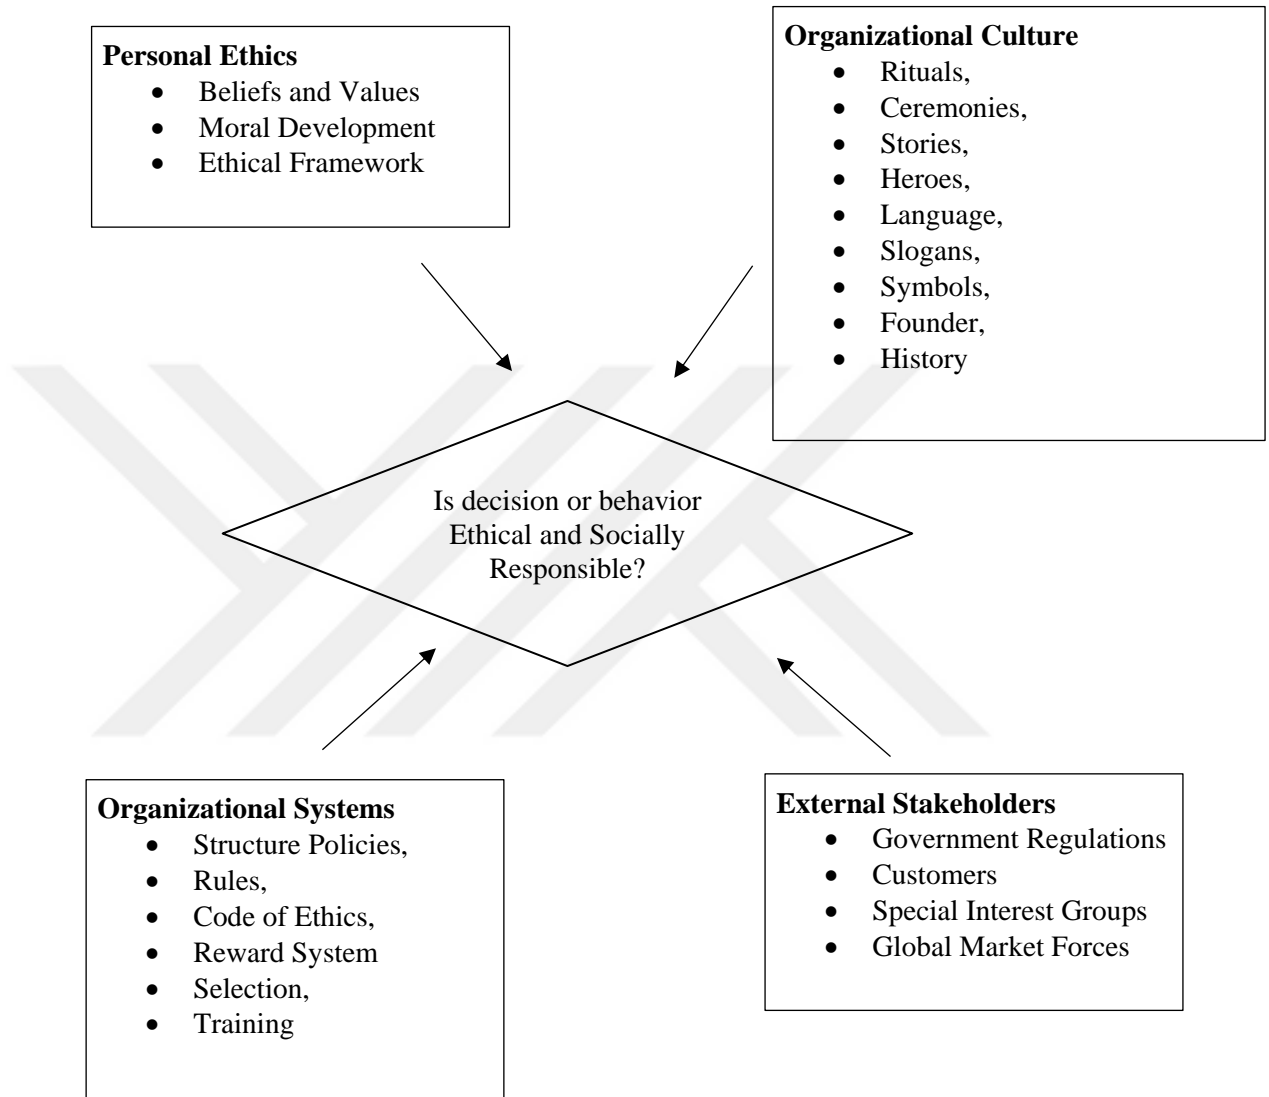 Personal Ethics
• Beliefs and Values
• Moral Development
• Ethical Framework
Organizational Culture
• Rituals,
• Ceremonies,
• Stories,
• Heroes,
• Language,
• Slogans,
• Symbols,
• Founder,
• History
Is decision or behavior
Ethical and Socially
Responsible?
Organizational Systems
• Structure Policies,
• Rules,
• Code of Ethics,
• Reward System
• Selection,
• Training
External Stakeholders
• Government Regulations
• Customers
• Special Interest Groups
• Global Market Forces